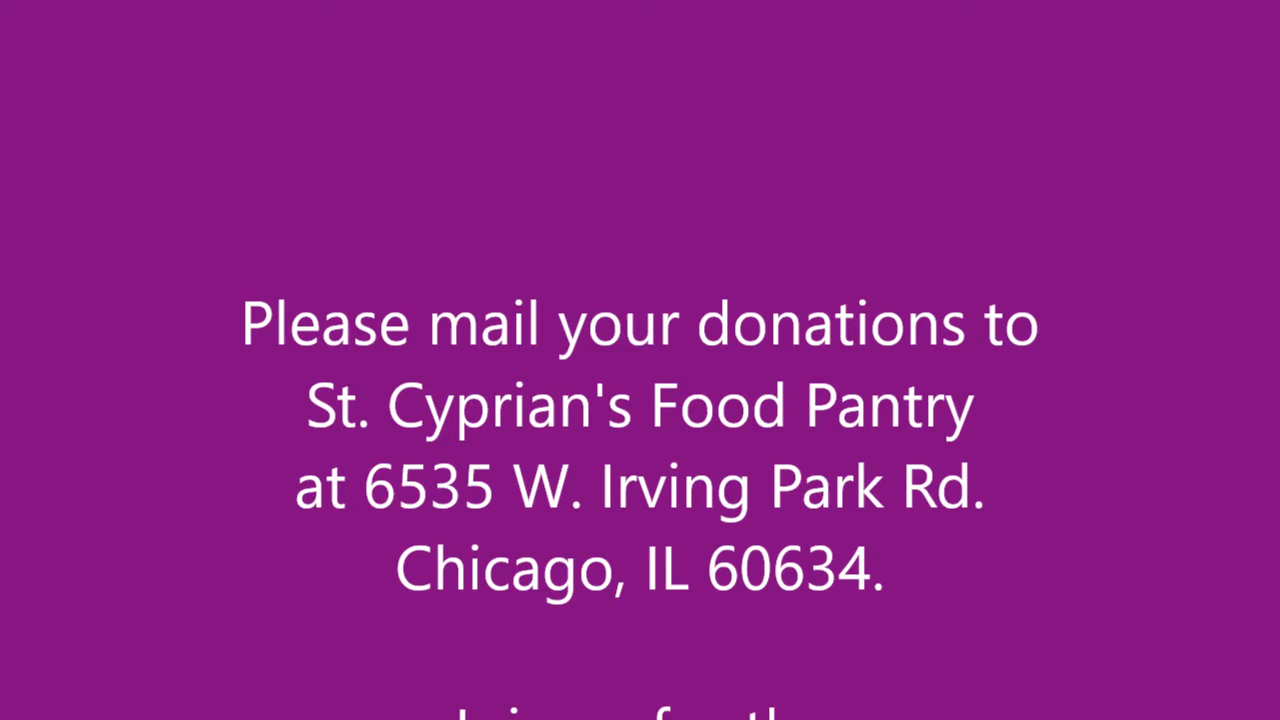 Please mail your donations to
St. Cyprian's Food Pantry
at 6535 W. Irving Park Rd.
Chicago, IL 60634.